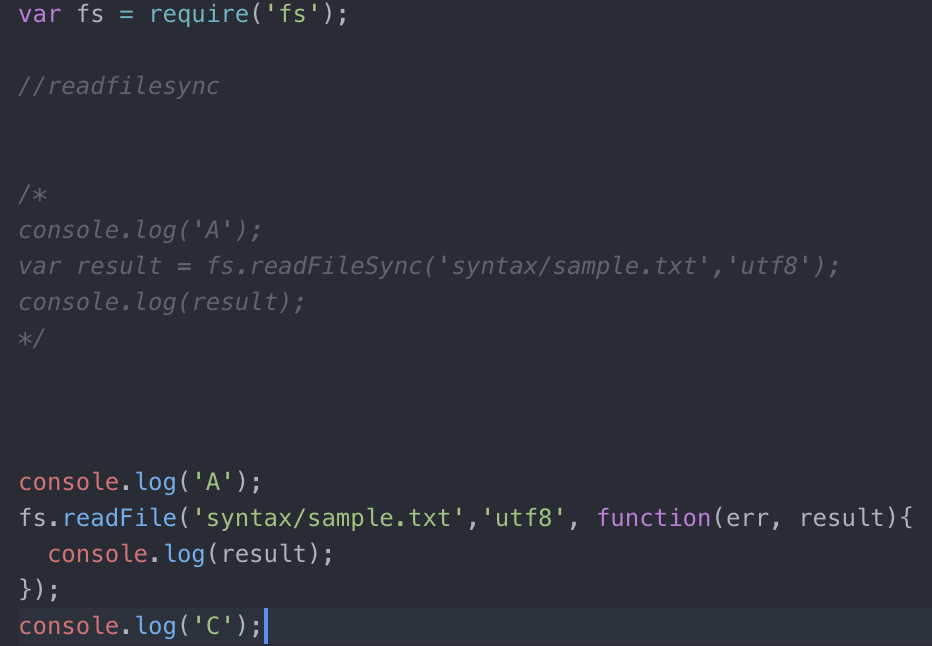 var fs = require('fs');
//readfilesync
/*
console.log('A');
var result = fs.readFileSync('syntax/sample.txt','utf8');
console.log(result);
*/
console.log('A');
fs.readFile('syntax/sample.txt','utf8', function(err, result){
  console.log(result);
});
console.log('C');